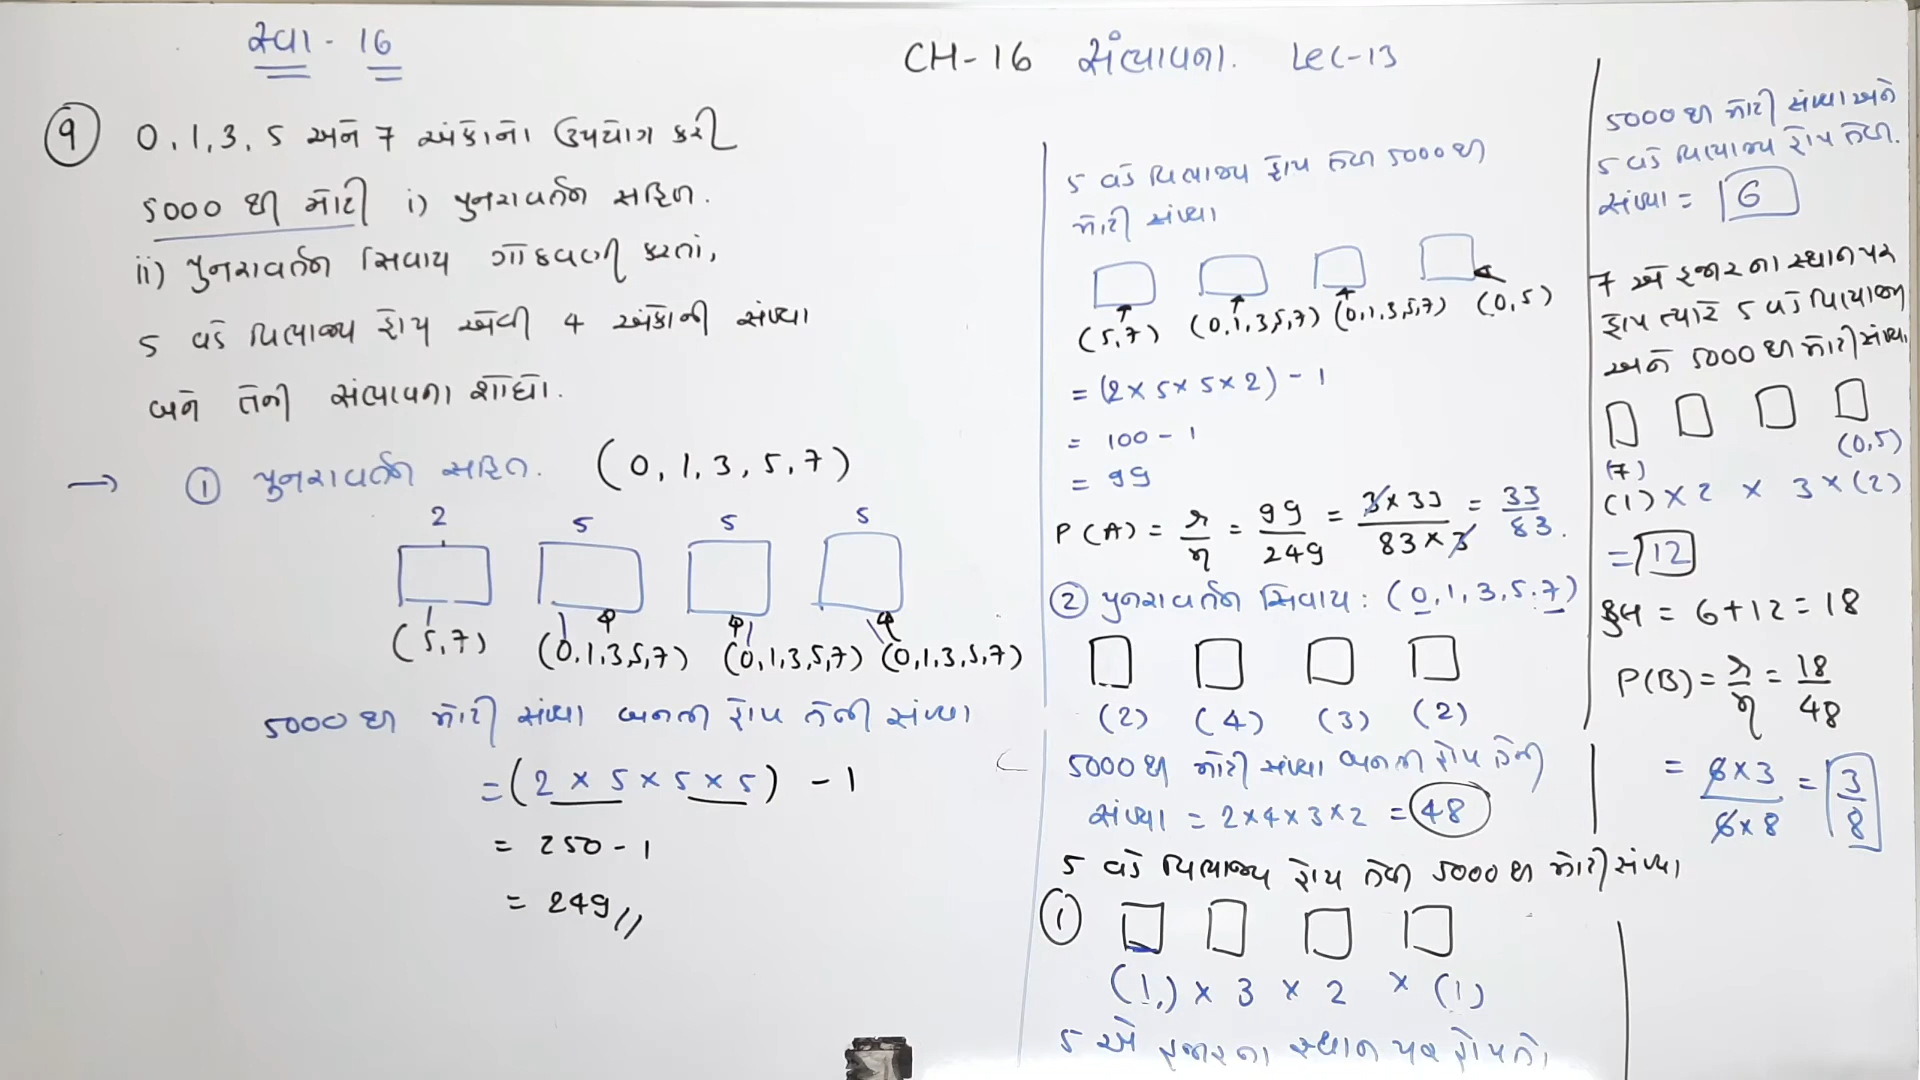 સ્વા - 16
CH-16 સંભાવના. Lec-13
(9) 0, 1, 3, 5 અને 7 અંકોનો ઉપયોગ કરી
5000 થી મોટી i) પુનરાવર્તન સહિત.
ii) પુનરાવર્તન સિવાય ગોઠવણી કરતાં,
5 વડે વિભાજ્ય હોય એવી 4 અંકોની સંખ્યા
બને તેની સંભાવના શોધો.
→ ① પુનરાવર્તન સહિત. (0, 1, 3, 5, 7)
2 5 5 5
(5,7) (0,1,3,5,7) (0,1,3,5,7) (0,1,3,5,7)
5000 થી મોટી સંખ્યા બનતી હોય તેની સંખ્યા
= (2 × 5 × 5 × 5) - 1
= 250 - 1
= 249 //
5 વડે વિભાજ્ય હોય તેવી 5000 થી
મોટી સંખ્યા
(5,7) (0,1,3,5,7) (0,1,3,5,7) (0,5)
= (2 × 5 × 5 × 2) - 1
= 100 - 1
= 99
P(A) = r/n = 99/249 = 3×33/83×3 = 33/83.
② પુનરાવર્તન સિવાય : (0, 1, 3, 5, 7)
(2) (4) (3) (2)
5000 થી મોટી સંખ્યા બનતી હોય તેની
સંખ્યા = 2×4×3×2 = 48
5 વડે વિભાજ્ય હોય તેવી 5000 થી મોટી સંખ્યા
①
(1,) × 3 × 2 × (1)
5 એ હજારના સ્થાન પર હોય તો
5000 થી મોટી સંખ્યા અને
5 વડે વિભાજ્ય હોય તેવી.
સંખ્યા = 6
7 એ હજારના સ્થાન પર
હોય ત્યારે 5 વડે વિભાજ્ય
અને 5000 થી મોટી સંખ્યા
(7) (0,5)
(1) × 2 × 3 × (2)
= 12
કુલ = 6 + 12 = 18
P(B) = r/n = 18/48
= 6×3/6×8 = 3/8